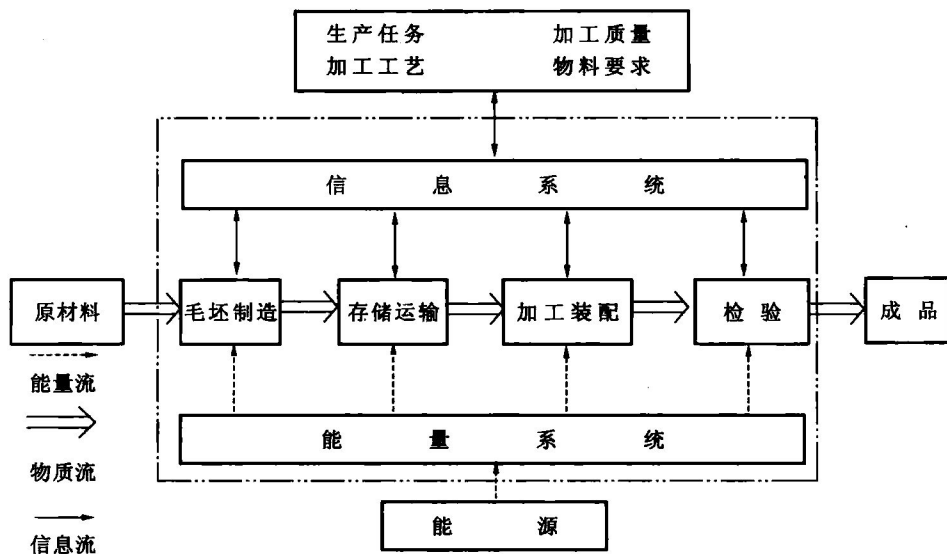 生产任务 加工质量
加工工艺 物料要求
信息系统
原材料 毛坯制造 存储运输 加工装配 检验 成品
能量流
能量系统
物质流
能源
信息流